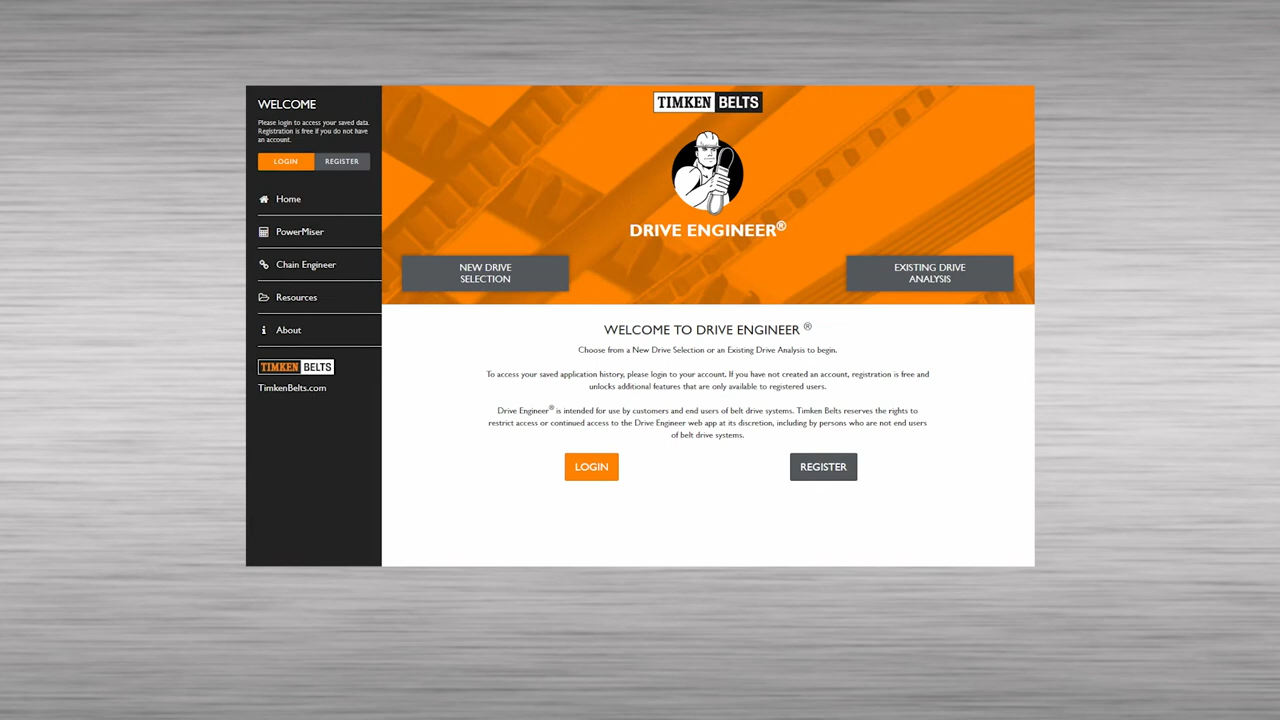 WELCOME
Please login to access your saved data.
Registration is free if you do not have
an account.
LOGIN
REGISTER
Home
PowerMiser
Chain Engineer
Resources
About
TIMKEN BELTS
TimkenBelts.com
TIMKEN BELTS
DRIVE ENGINEER®
NEW DRIVE
SELECTION
EXISTING DRIVE
ANALYSIS
WELCOME TO DRIVE ENGINEER ®
Choose from a New Drive Selection or an Existing Drive Analysis to begin.
To access your saved application history, please login to your account. If you have not created an account, registration is free and
unlocks additional features that are only available to registered users.
Drive Engineer® is intended for use by customers and end users of belt drive systems. Timken Belts reserves the rights to
restrict access or continued access to the Drive Engineer web app at its discretion, including by persons who are not end users
of belt drive systems.
LOGIN
REGISTER